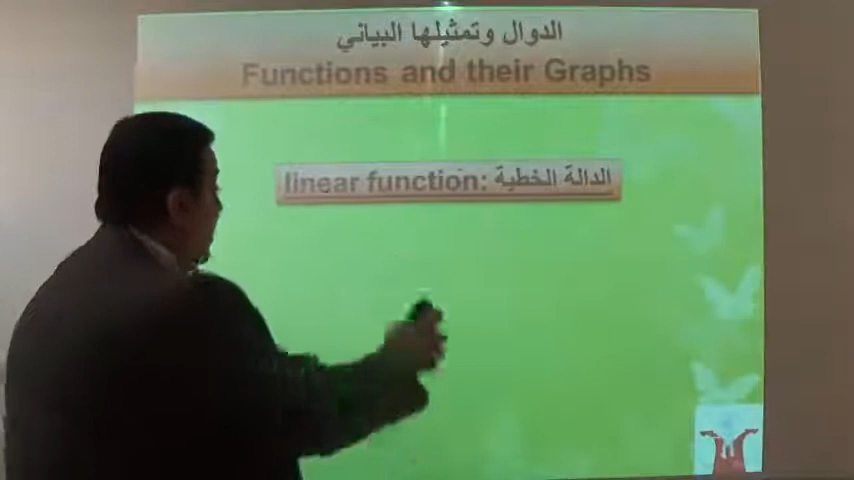 الدوال وتمثيلها البياني
Functions and their Graphs
linear function: الدالة الخطية